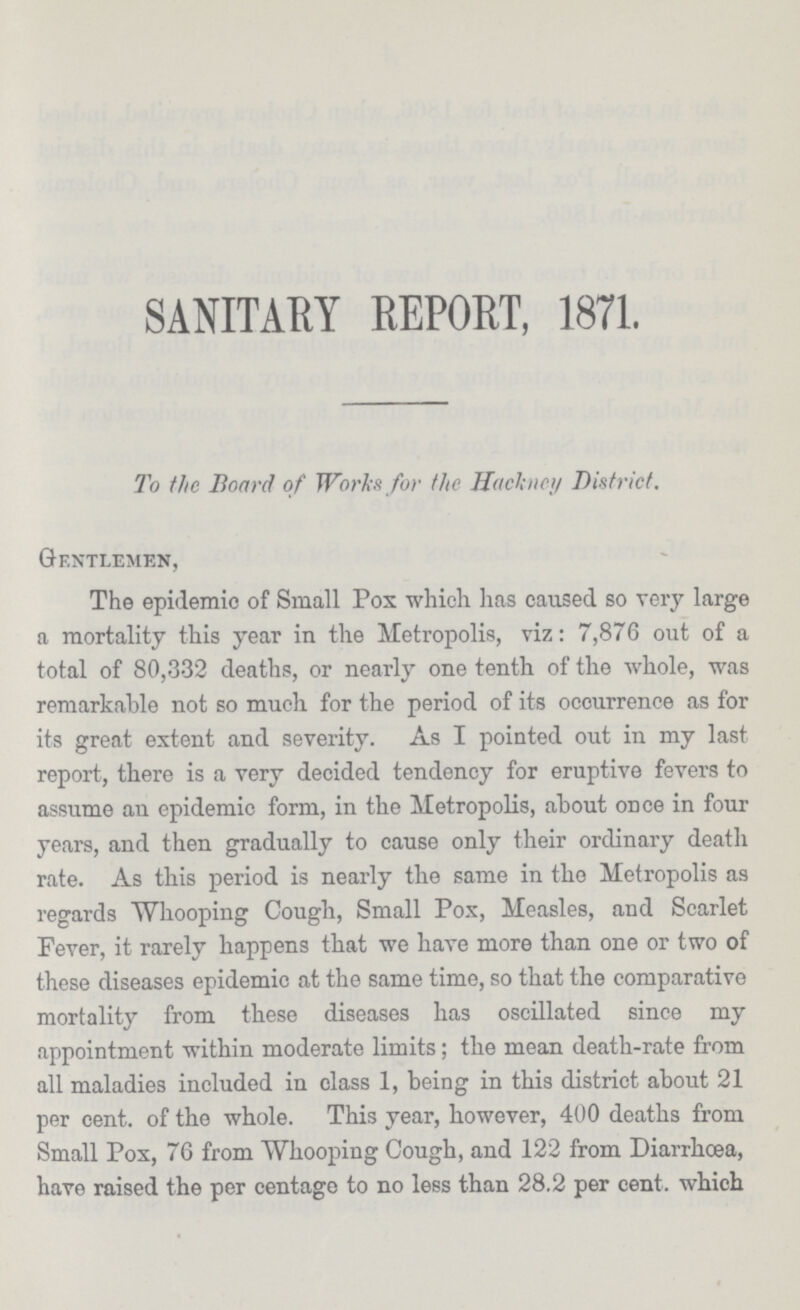 SANITARY REPORT, 1871.
To the Board of Works for the Hackney District.
GENTLEMEN,
The epidemic of Small Pox which has caused so very large
a mortality this year in the Metropolis, viz: 7,876 out of a
total of 80,332 deaths, or nearly one tenth of the whole, was
remarkable not so much for the period of its occurrence as for
its great extent and severity. As I pointed out in my last
report, there is a very decided tendency for eruptive fevers to
assume an epidemic form, in the Metropolis, about once in four
years, and then gradually to cause only their ordinary death
rate. As this period is nearly the same in the Metropolis as
regards Whooping Cough, Small Pox, Measles, and Scarlet
Fever, it rarely happens that we have more than one or two of
these diseases epidemic at the same time, so that the comparative
mortality from these diseases has oscillated since my
appointment within moderate limits; the mean death-rate from
all maladies included in class 1, being in this district about 21
per cent. of the whole. This year, however, 400 deaths from
Small Pox, 76 from Whooping Cough, and 122 from Diarrhœa,
have raised the per centage to no less than 28.2 per cent. which